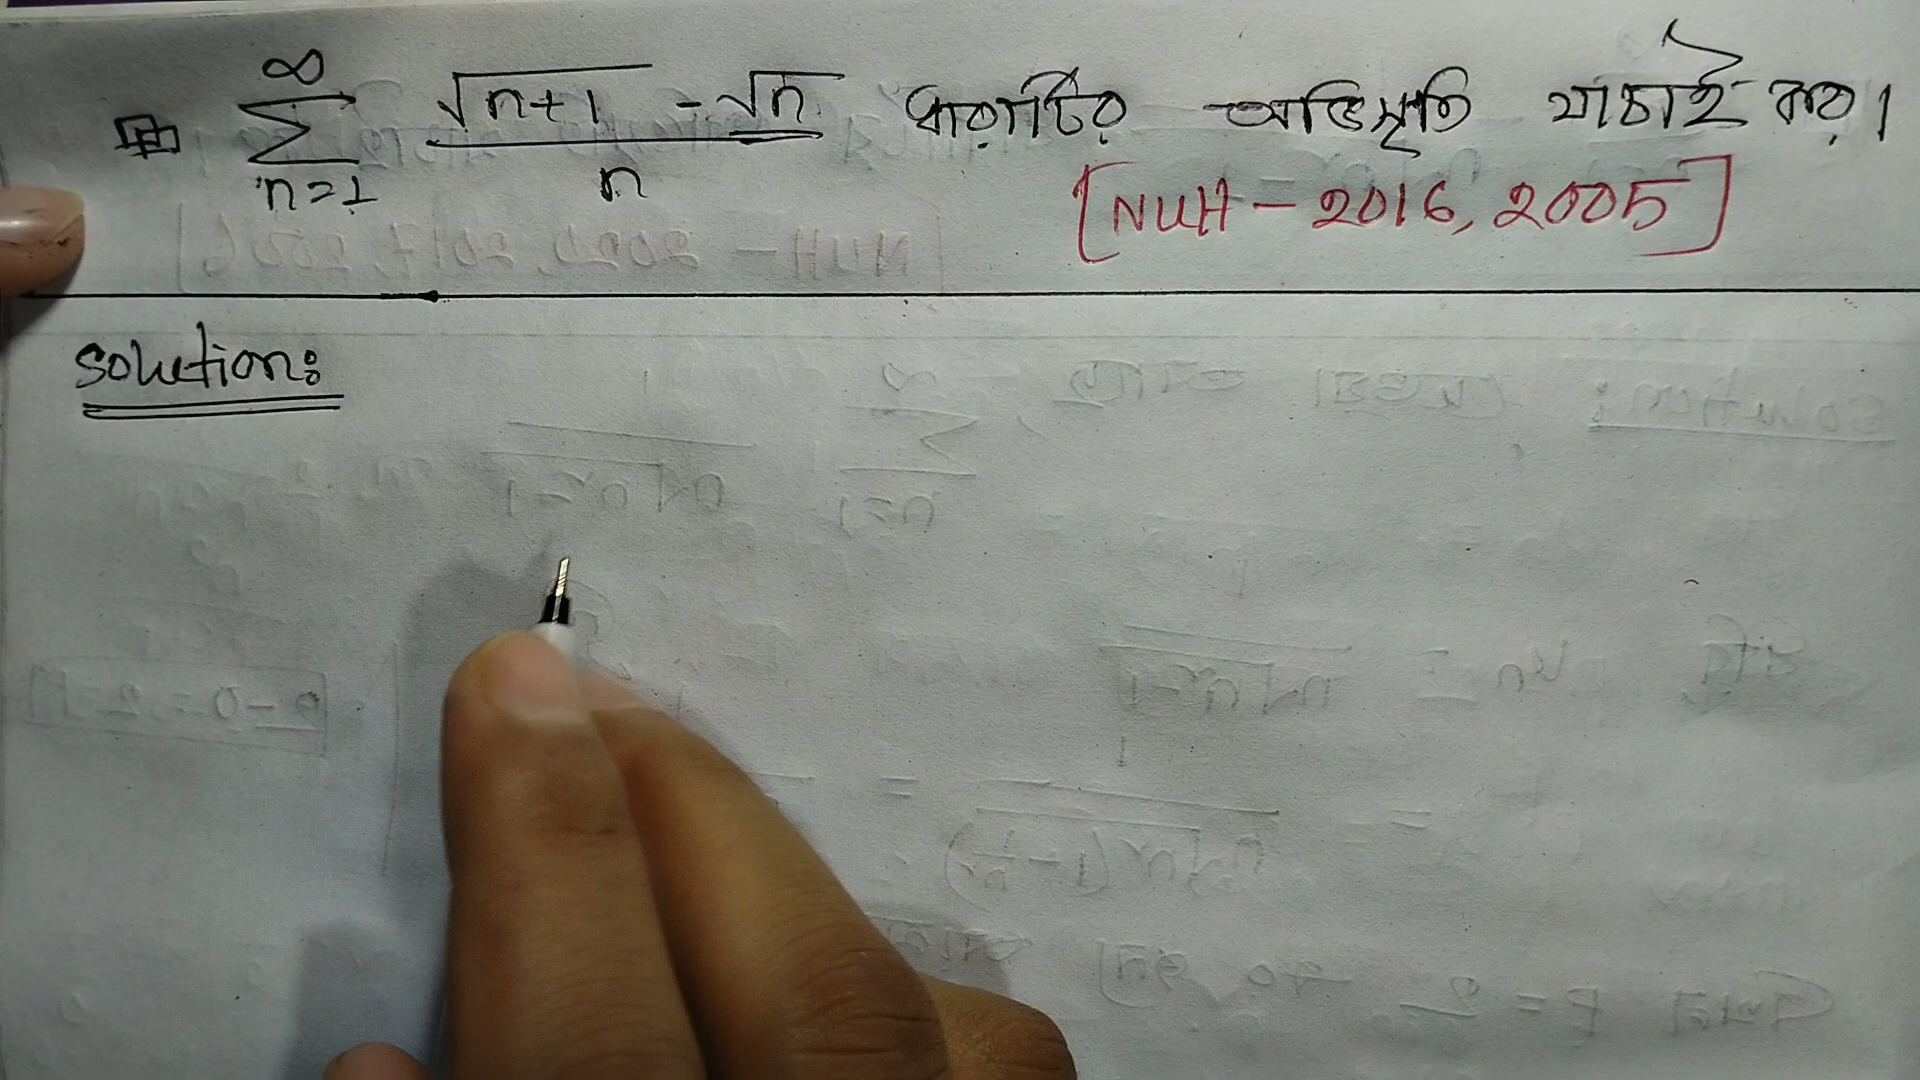 ∞
∑ (√(n+1) - √n)/n ধারাটির অভিসৃতি যাচাই কর।
n=1
[NUH - 2016, 2005]
Solution: